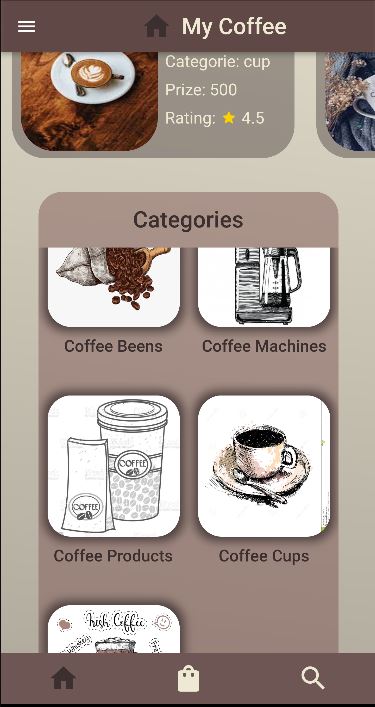 My Coffee
Categorie: cup
Prize: 500
Rating: ★ 4.5
Categories
Coffee Beens
Coffee Machines
COFFEE
COFFEE
Coffee Products
Coffee Cups
Irish Coffee